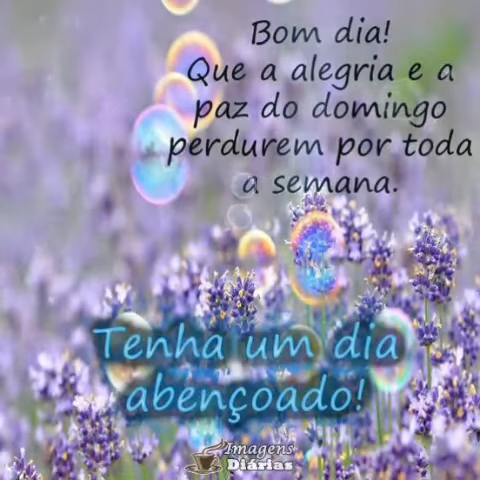 Bom dia!
Que a alegria e a
paz do domingo
perdurem por toda
a semana.
Tenha um dia
abençoado!
Imagens
Diárias